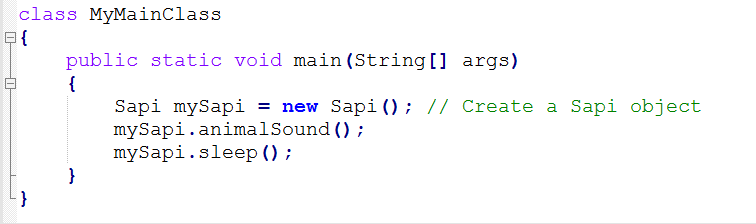 class MyMainClass
{
    public static void main(String[] args)
    {
        Sapi mySapi = new Sapi(); // Create a Sapi object
        mySapi.animalSound();
        mySapi.sleep();
    }
}